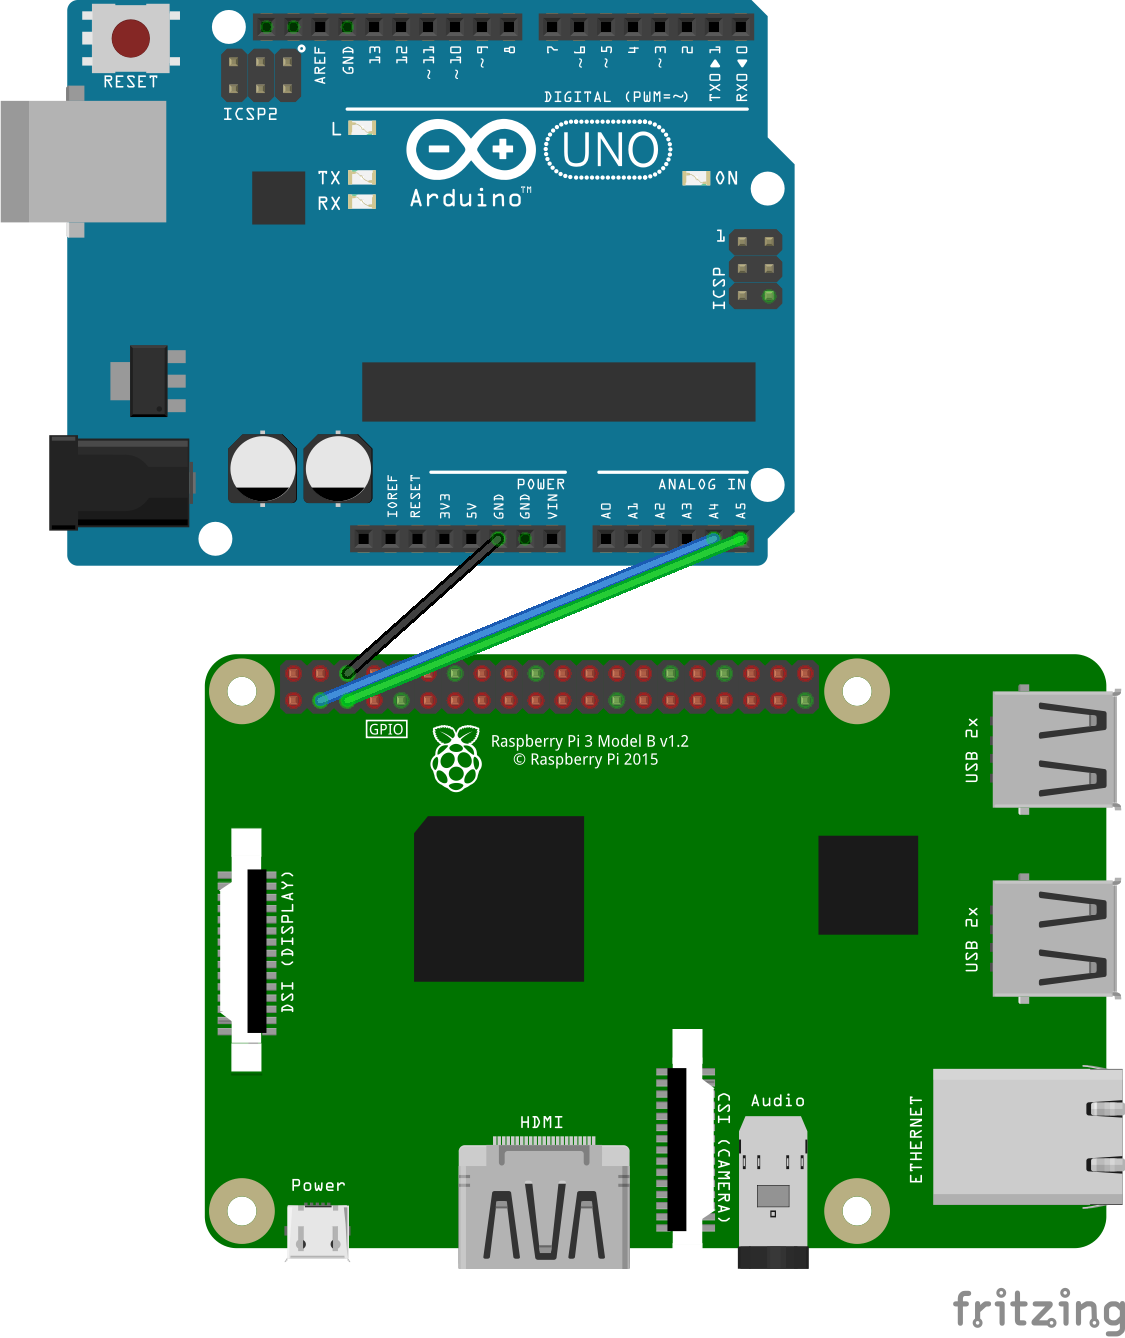 RESET
ICSP2
AREF
GND
13
12
~11
~10
~9
8
7
~6
~5
4
~3
2
TX0▶1
RX0◀0
DIGITAL (PWM=~)
L
TX
RX
UNO
Arduino™
ON
1
ICSP
IOREF
RESET
3V3
5V
GND
GND
VIN
POWER
ANALOG IN
A0
A1
A2
A3
A4
A5
GPIO
Raspberry Pi 3 Model B v1.2
© Raspberry Pi 2015
USB 2x
USB 2x
DSI (DISPLAY)
CSI (CAMERA)
Audio
ETHERNET
HDMI
Power
fritzing